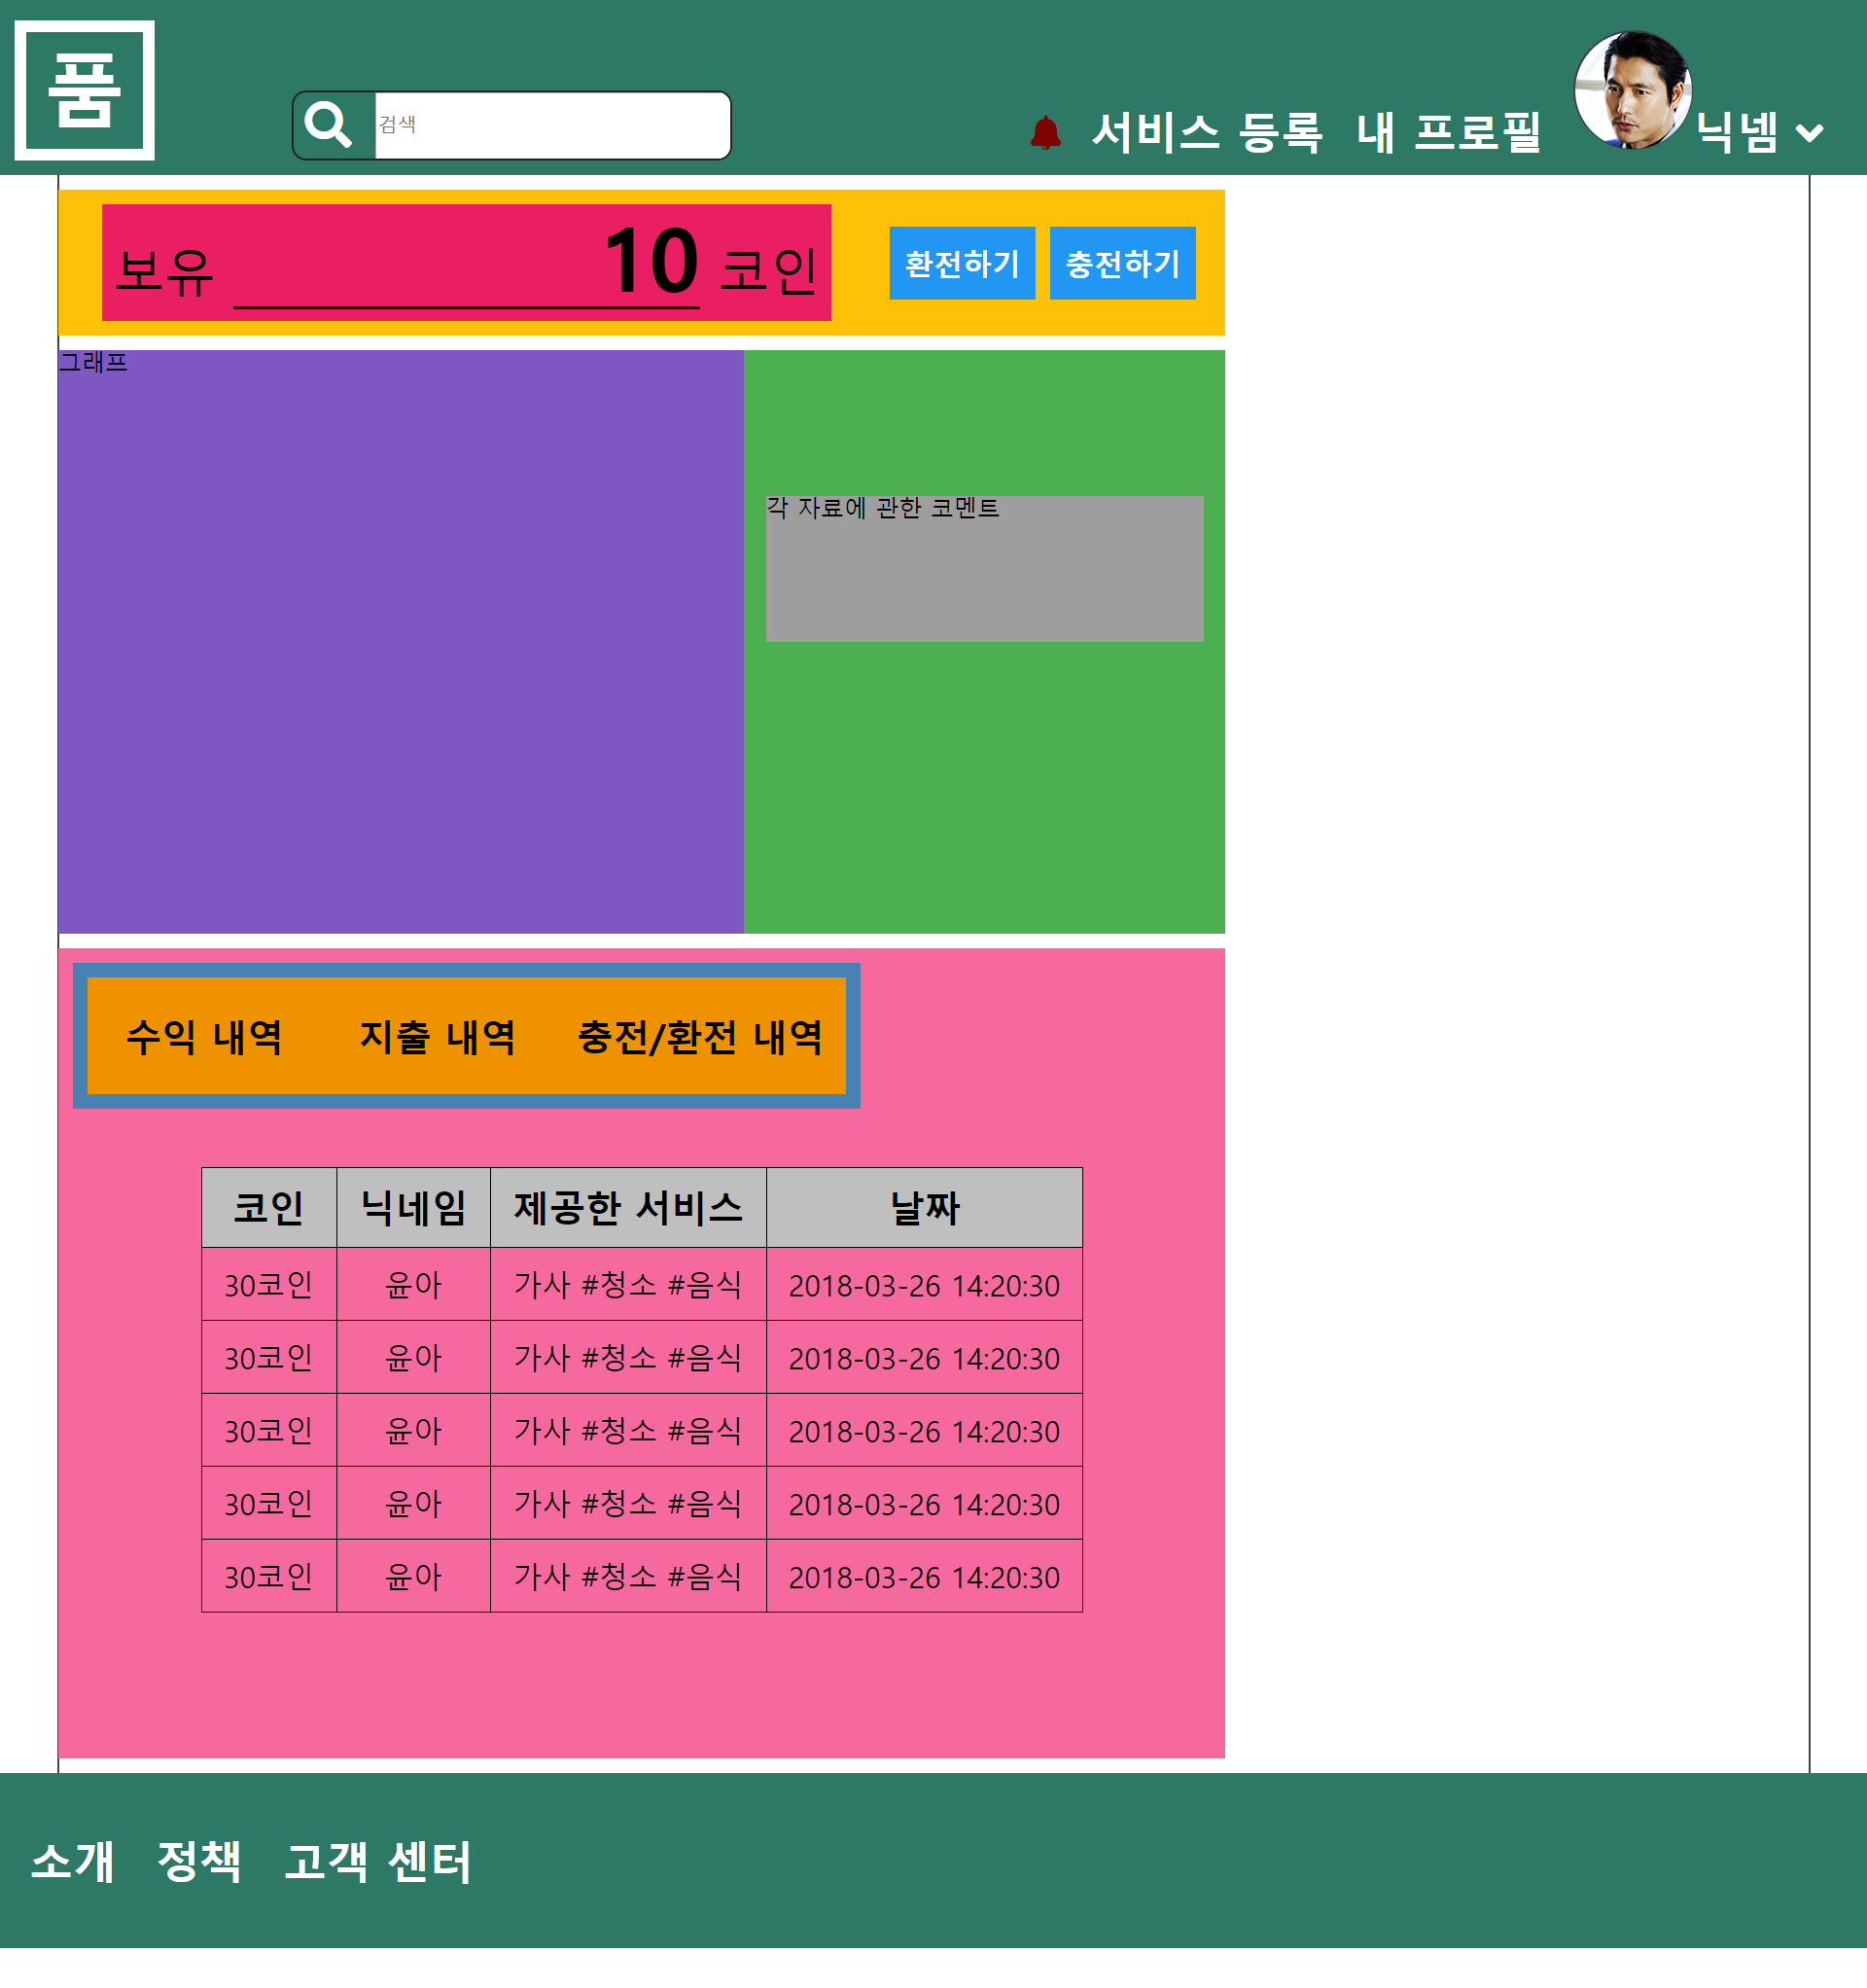 품
검색
서비스 등록 내 프로필 닉넴
보유 10 코인
환전하기 충전하기
그래프
각 자료에 관한 코멘트
수익 내역 지출 내역 충전/환전 내역
코인 닉네임 제공한 서비스 날짜
30코인 윤아 가사 #청소 #음식 2018-03-26 14:20:30
30코인 윤아 가사 #청소 #음식 2018-03-26 14:20:30
30코인 윤아 가사 #청소 #음식 2018-03-26 14:20:30
30코인 윤아 가사 #청소 #음식 2018-03-26 14:20:30
30코인 윤아 가사 #청소 #음식 2018-03-26 14:20:30
소개 정책 고객 센터